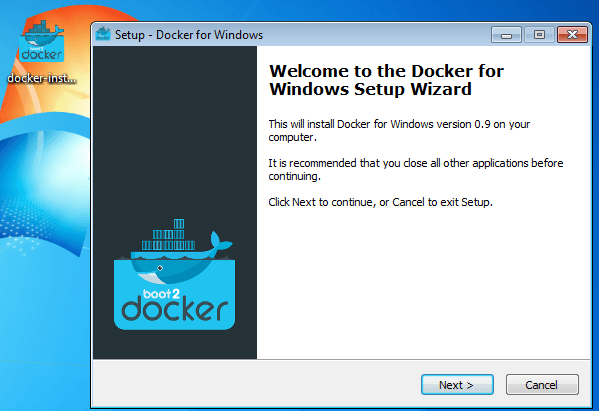 docker
docker-inst...
Setup - Docker for Windows
Welcome to the Docker for
Windows Setup Wizard
This will install Docker for Windows version 0.9 on your
computer.
It is recommended that you close all other applications before
continuing.
Click Next to continue, or Cancel to exit Setup.
boot2
docker
Next >
Cancel